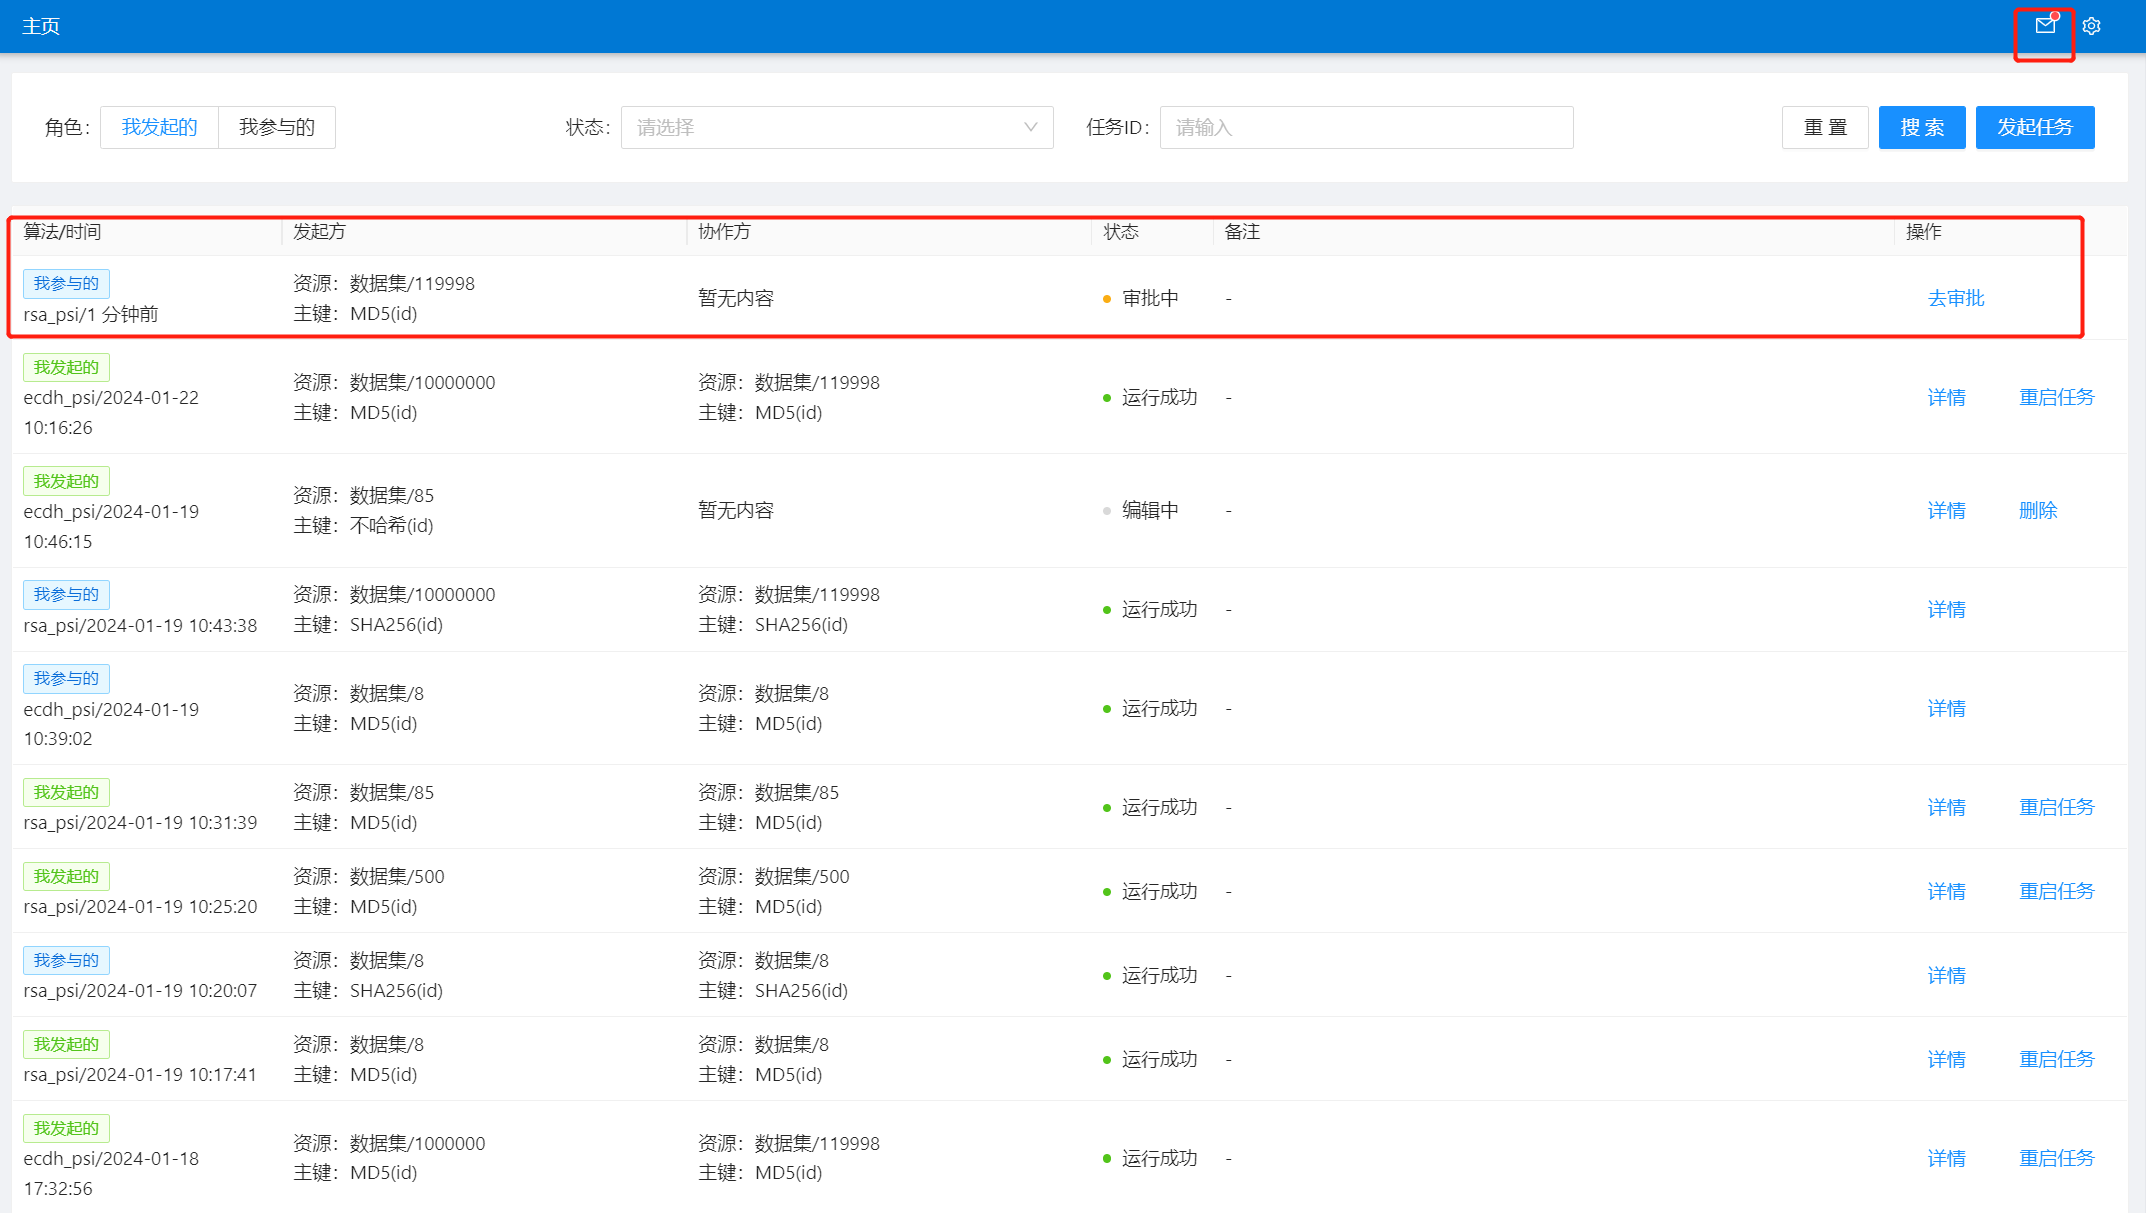 主页
角色： 我发起的 我参与的 状态： 请选择 任务ID： 请输入 重 置 搜 索 发起任务
算法/时间 发起方 协作方 状态 备注 操作
我参与的
rsa_psi/1 分钟前
资源：数据集/119998
主键：MD5(id)
暂无内容
审批中
-
去审批
我发起的
ecdh_psi/2024-01-22
10:16:26
资源：数据集/10000000
主键：MD5(id)
资源：数据集/119998
主键：MD5(id)
运行成功
-
详情 重启任务
我发起的
ecdh_psi/2024-01-19
10:46:15
资源：数据集/85
主键：不哈希(id)
暂无内容
编辑中
-
详情 删除
我参与的
rsa_psi/2024-01-19 10:43:38
资源：数据集/10000000
主键：SHA256(id)
资源：数据集/119998
主键：SHA256(id)
运行成功
-
详情
我参与的
ecdh_psi/2024-01-19
10:39:02
资源：数据集/8
主键：MD5(id)
资源：数据集/8
主键：MD5(id)
运行成功
-
详情
我发起的
rsa_psi/2024-01-19 10:31:39
资源：数据集/85
主键：MD5(id)
资源：数据集/85
主键：MD5(id)
运行成功
-
详情 重启任务
我发起的
rsa_psi/2024-01-19 10:25:20
资源：数据集/500
主键：MD5(id)
资源：数据集/500
主键：MD5(id)
运行成功
-
详情 重启任务
我参与的
rsa_psi/2024-01-19 10:20:07
资源：数据集/8
主键：SHA256(id)
资源：数据集/8
主键：SHA256(id)
运行成功
-
详情
我发起的
rsa_psi/2024-01-19 10:17:41
资源：数据集/8
主键：MD5(id)
资源：数据集/8
主键：MD5(id)
运行成功
-
详情 重启任务
我发起的
ecdh_psi/2024-01-18
17:32:56
资源：数据集/1000000
主键：MD5(id)
资源：数据集/119998
主键：MD5(id)
运行成功
-
详情 重启任务